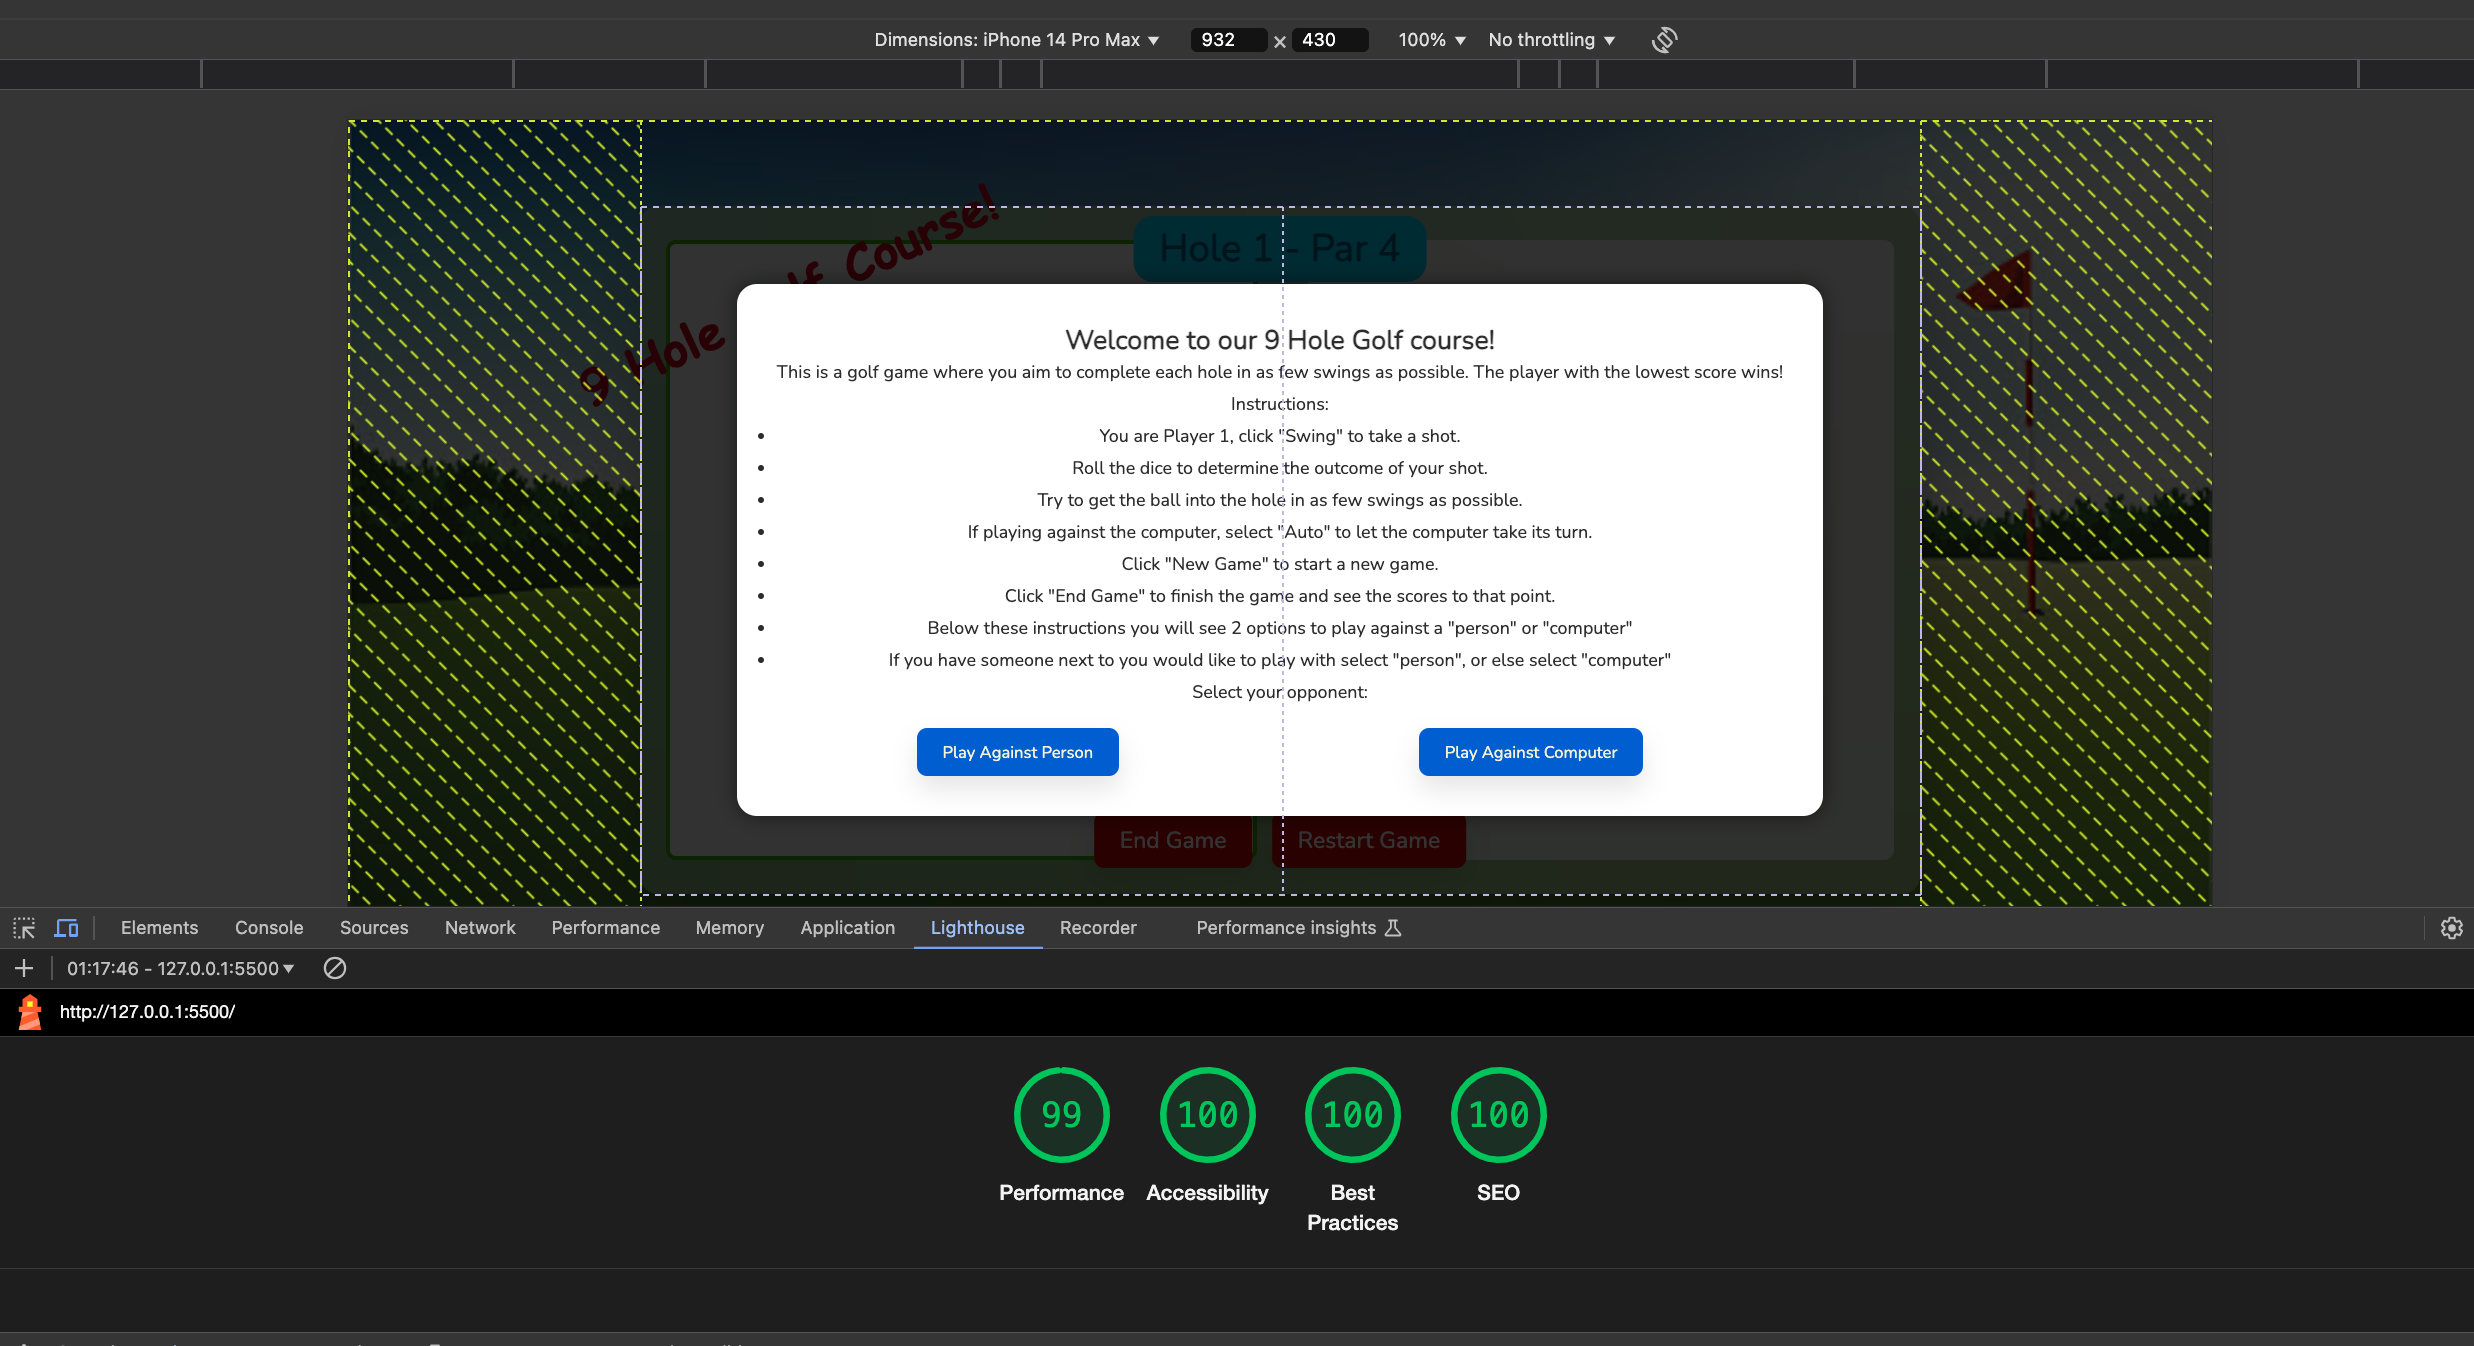 Dimensions: iPhone 14 Pro Max ▼ 932 × 430 100% ▼ No throttling ▼
Hole 1 - Par 4
9 Hole lf Course!
Welcome to our 9 Hole Golf course!
This is a golf game where you aim to complete each hole in as few swings as possible. The player with the lowest score wins!
Instructions:
• You are Player 1, click "Swing" to take a shot.
• Roll the dice to determine the outcome of your shot.
• Try to get the ball into the hole in as few swings as possible.
• If playing against the computer, select "Auto" to let the computer take its turn.
• Click "New Game" to start a new game.
• Click "End Game" to finish the game and see the scores to that point.
• Below these instructions you will see 2 options to play against a "person" or "computer"
• If you have someone next to you would like to play with select "person", or else select "computer"
Select your opponent:
Play Against Person Play Against Computer
End Game Restart Game
Elements Console Sources Network Performance Memory Application Lighthouse Recorder Performance insights
01:17:46 - 127.0.0.1:5500 ▼
http://127.0.0.1:5500/
99 100 100 100
Performance Accessibility Best Practices SEO